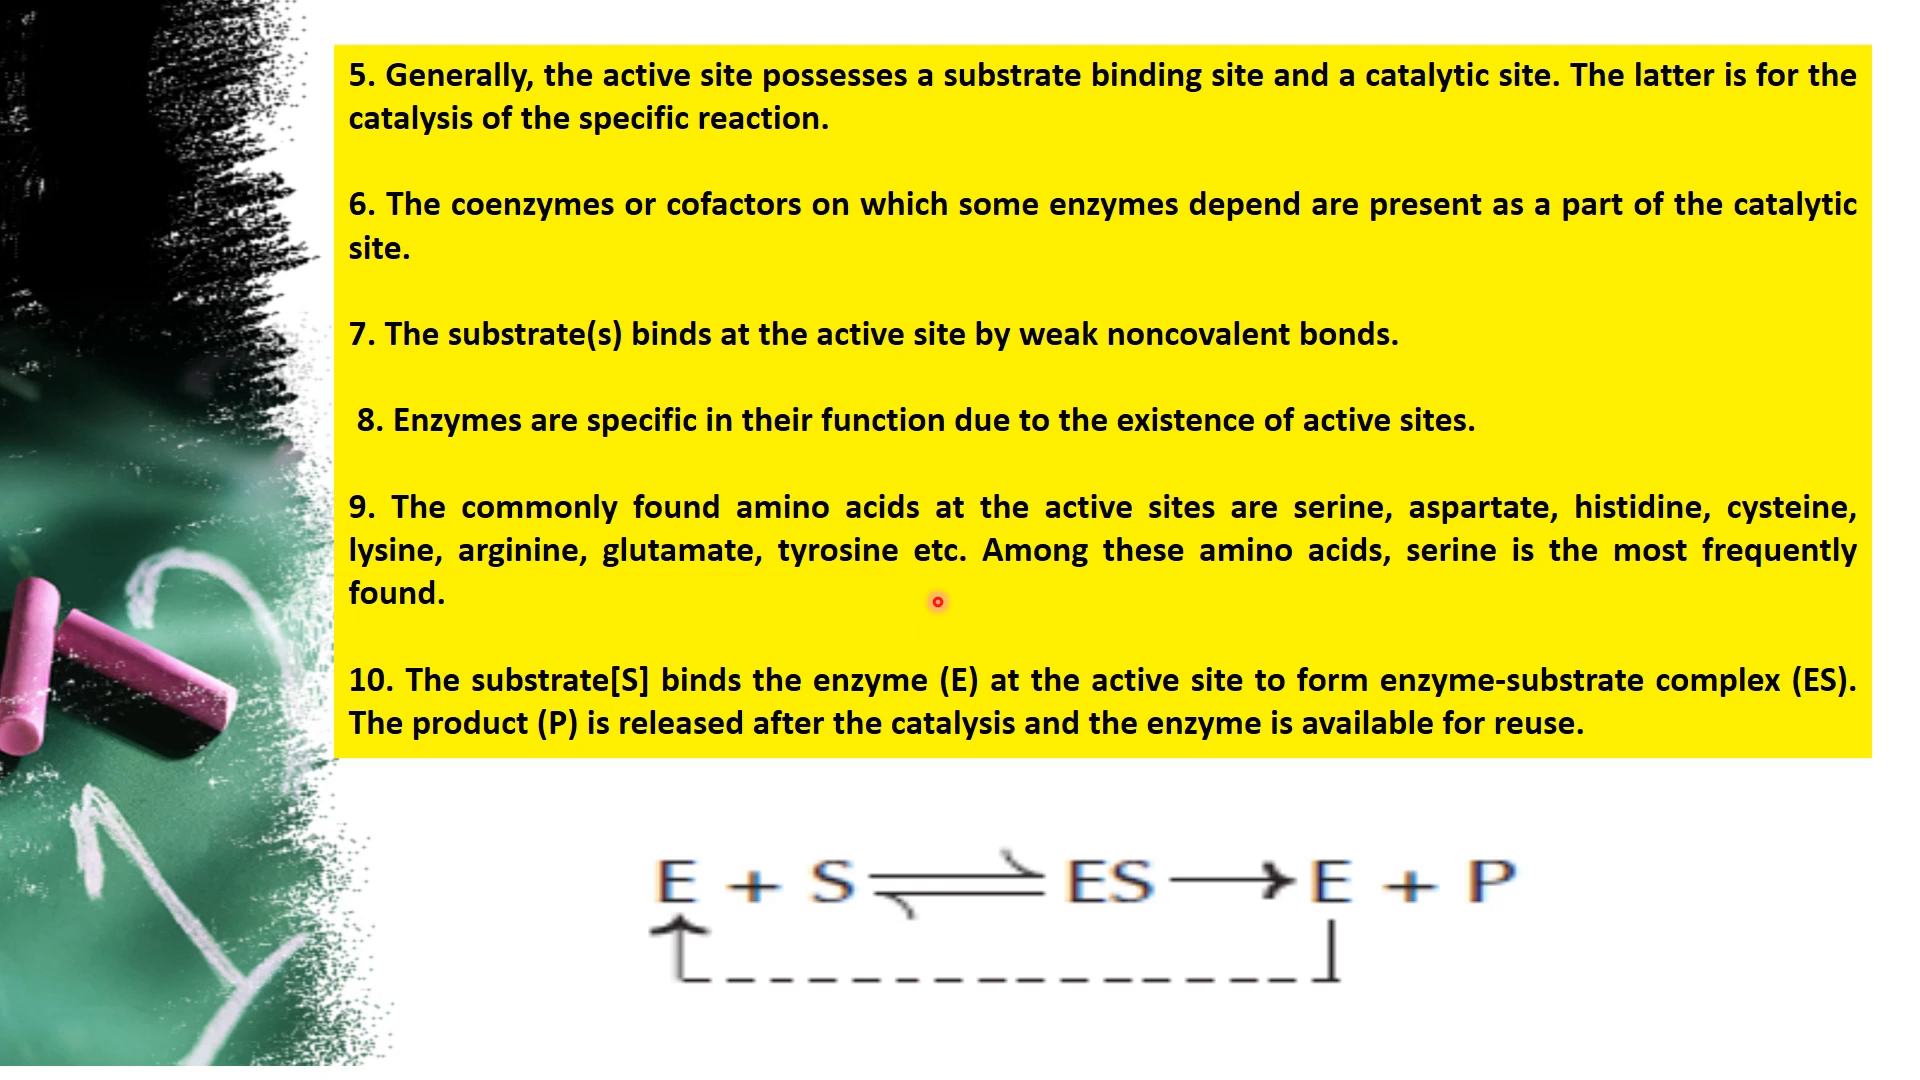 5. Generally, the active site possesses a substrate binding site and a catalytic site. The latter is for the
catalysis of the specific reaction.
6. The coenzymes or cofactors on which some enzymes depend are present as a part of the catalytic
site.
7. The substrate(s) binds at the active site by weak noncovalent bonds.
8. Enzymes are specific in their function due to the existence of active sites.
9. The commonly found amino acids at the active sites are serine, aspartate, histidine, cysteine,
lysine, arginine, glutamate, tyrosine etc. Among these amino acids, serine is the most frequently
found.
10. The substrate[S] binds the enzyme (E) at the active site to form enzyme-substrate complex (ES).
The product (P) is released after the catalysis and the enzyme is available for reuse.
E + S ⇌ ES → E + P